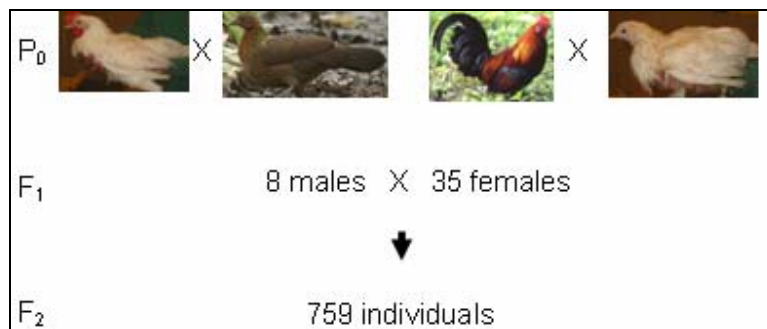 P₀ X X
F₁ 8 males X 35 females
F₂ 759 individuals